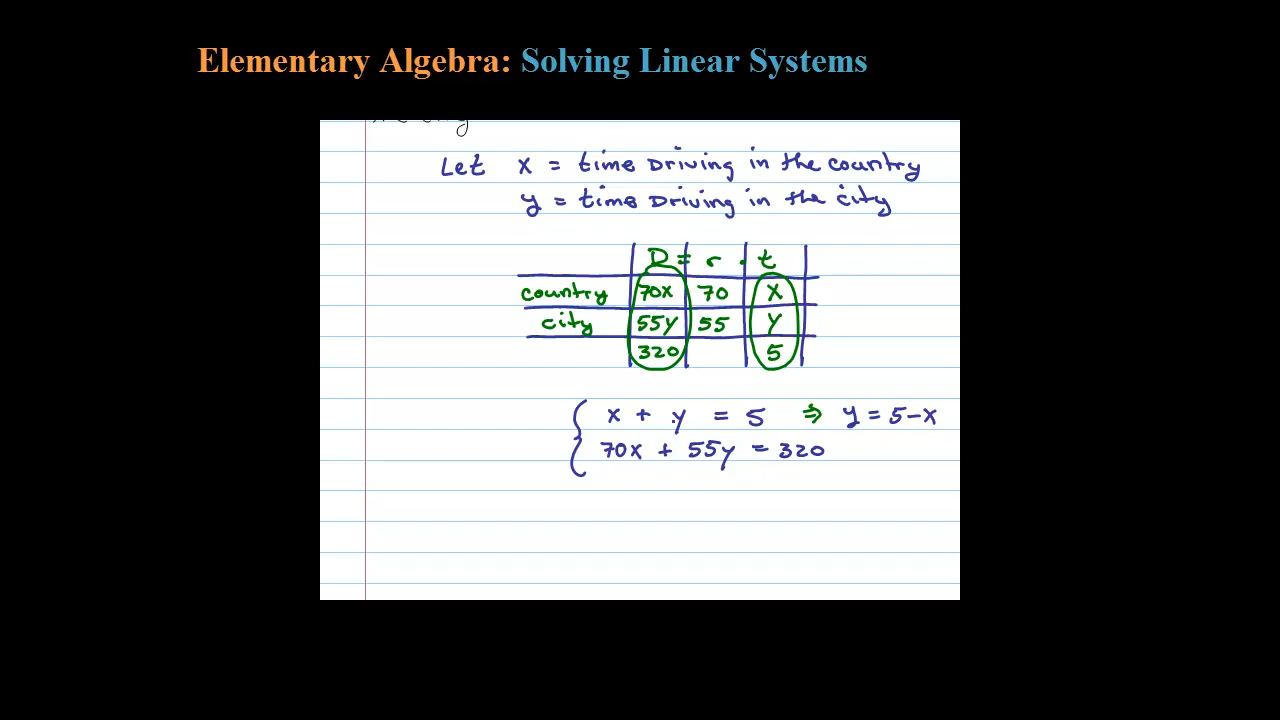 Elementary Algebra: Solving Linear Systems
Let x = time Driving in the country
y = time Driving in the city
D = r . t
country 70x 70 x
city 55y 55 y
320 5
x + y = 5 ⇒ y = 5-x
70x + 55y = 320